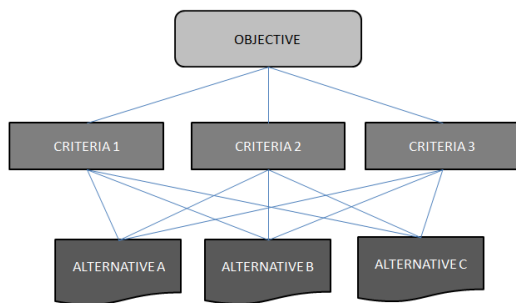 OBJECTIVE
CRITERIA 1
CRITERIA 2
CRITERIA 3
ALTERNATIVE A
ALTERNATIVE B
ALTERNATIVE C